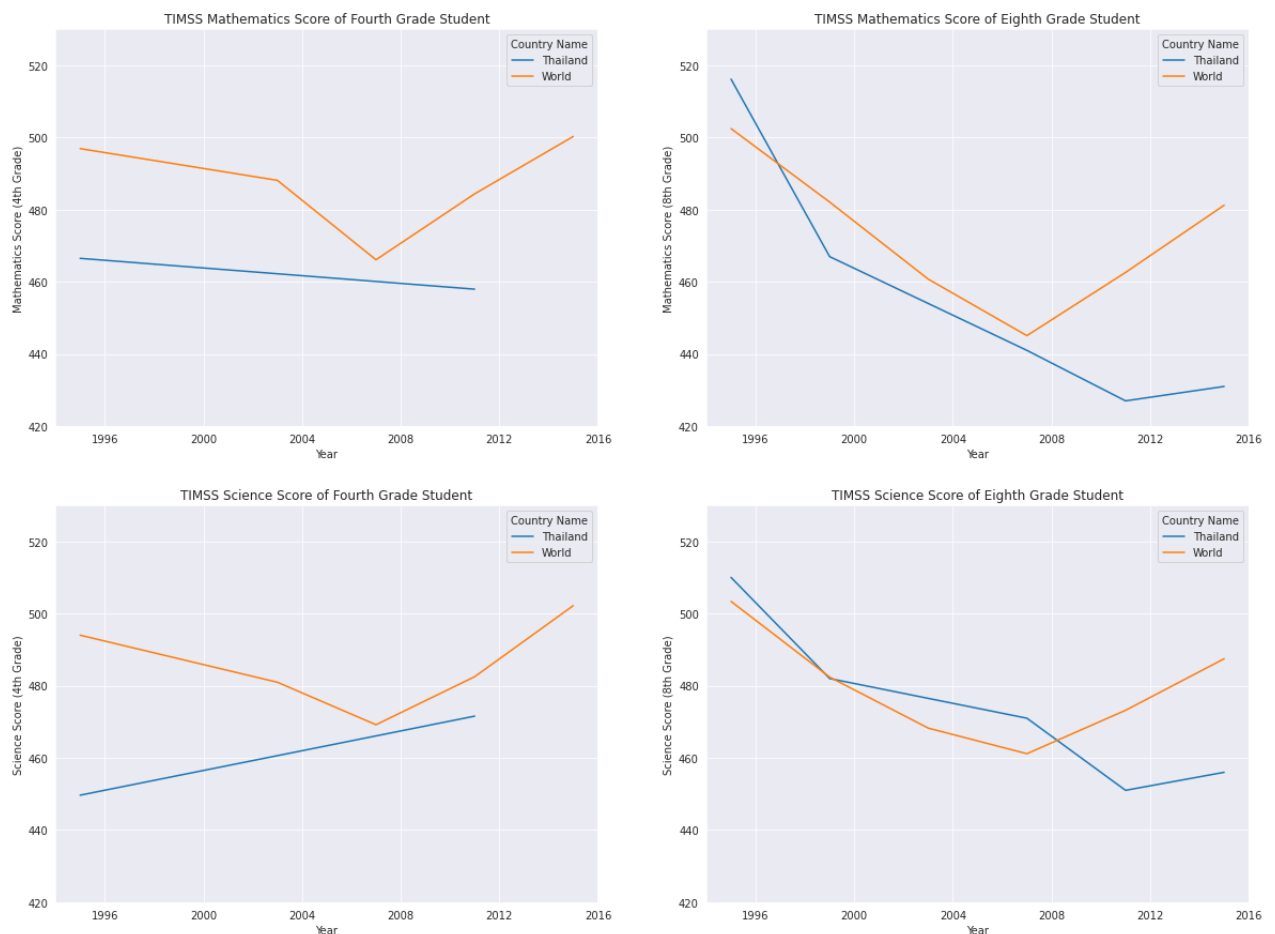 TIMSS Mathematics Score of Fourth Grade Student
Country Name
Thailand
World
Mathematics Score (4th Grade)
520
500
480
460
440
420
1996 2000 2004 2008 2012 2016
Year
TIMSS Mathematics Score of Eighth Grade Student
Country Name
Thailand
World
Mathematics Score (8th Grade)
520
500
480
460
440
420
1996 2000 2004 2008 2012 2016
Year
TIMSS Science Score of Fourth Grade Student
Country Name
Thailand
World
Science Score (4th Grade)
520
500
480
460
440
420
1996 2000 2004 2008 2012 2016
Year
TIMSS Science Score of Eighth Grade Student
Country Name
Thailand
World
Science Score (8th Grade)
520
500
480
460
440
420
1996 2000 2004 2008 2012 2016
Year